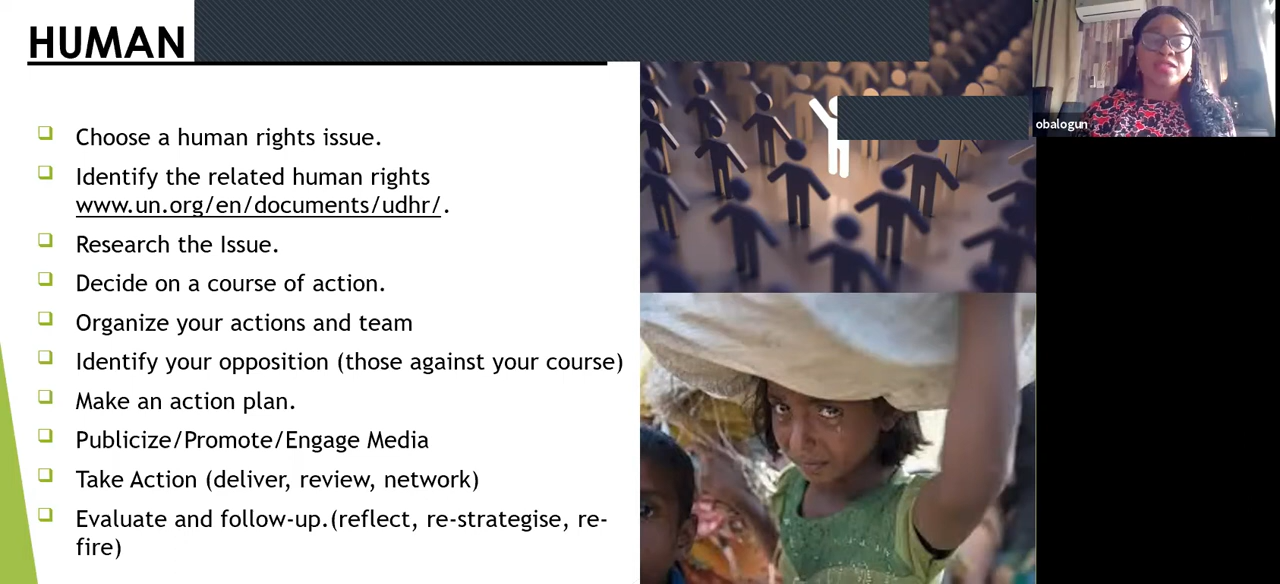 HUMAN
Choose a human rights issue.
Identify the related human rights
www.un.org/en/documents/udhr/.
Research the Issue.
Decide on a course of action.
Organize your actions and team
Identify your opposition (those against your course)
Make an action plan.
Publicize/Promote/Engage Media
Take Action (deliver, review, network)
Evaluate and follow-up.(reflect, re-strategise, re-
fire)
obalogun